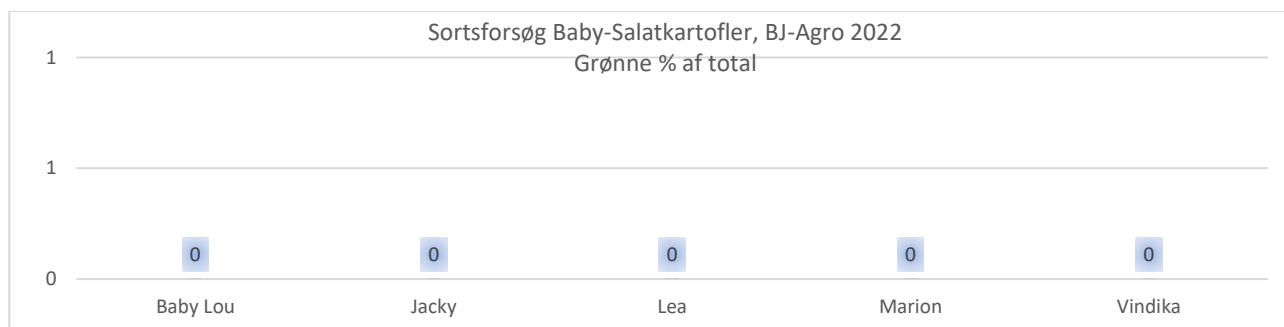 Sortsforsøg Baby-Salatkartofler, BJ-Agro 2022
Grønne % af total
1
1
0
0 0 0 0 0
Baby Lou Jacky Lea Marion Vindika